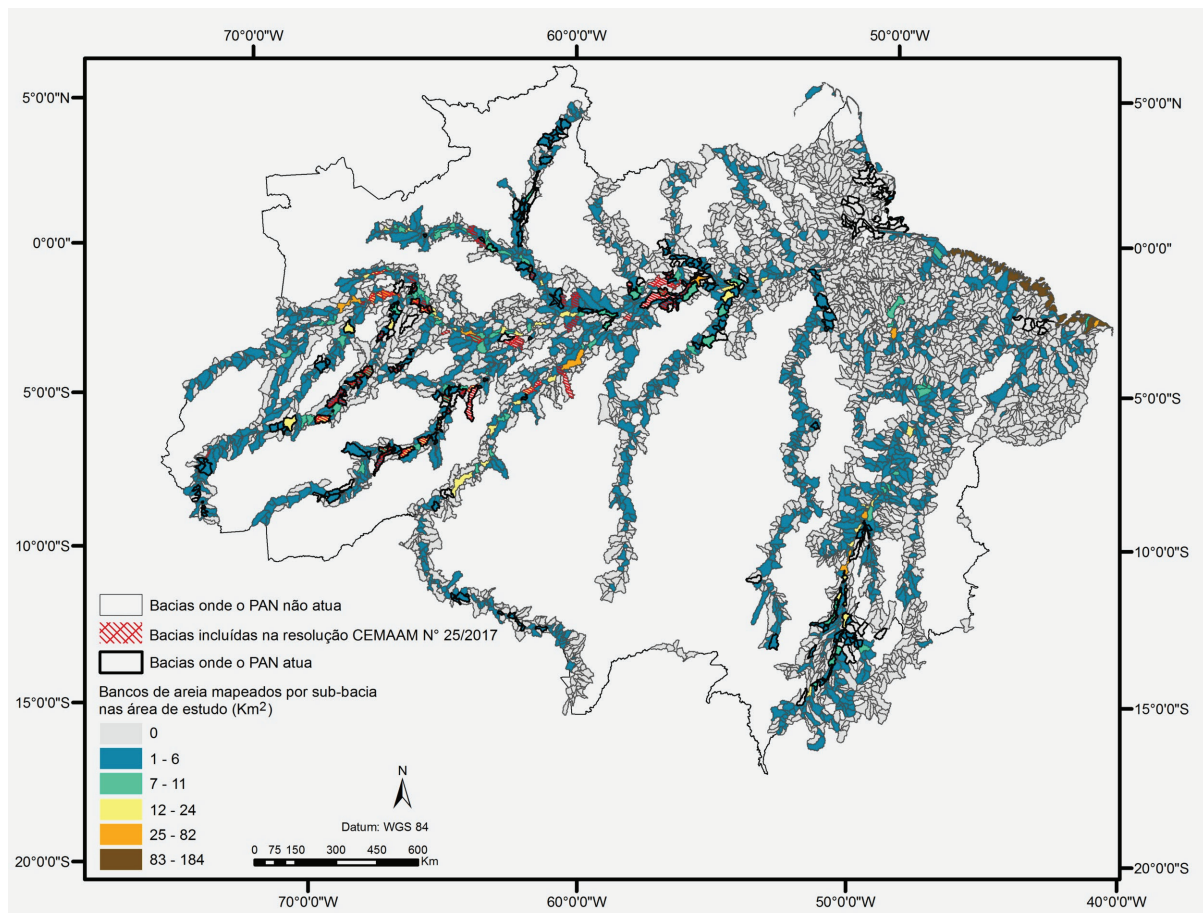 70°0'0"W
60°0'0"W
50°0'0"W
5°0'0"N
5°0'0"N
0°0'0"
0°0'0"
5°0'0"S
5°0'0"S
10°0'0"S
10°0'0"S
15°0'0"S
15°0'0"S
20°0'0"S
20°0'0"S
Bacias onde o PAN não atua
Bacias incluídas na resolução CEMAAM N° 25/2017
Bacias onde o PAN atua
Bancos de areia mapeados por sub-bacia
nas área de estudo (Km²)
0
1 - 6
7 - 11
12 - 24
25 - 82
83 - 184
N
Datum: WGS 84
0 75 150 300 450 600
Km
70°0'0"W
60°0'0"W
50°0'0"W
40°0'0"W